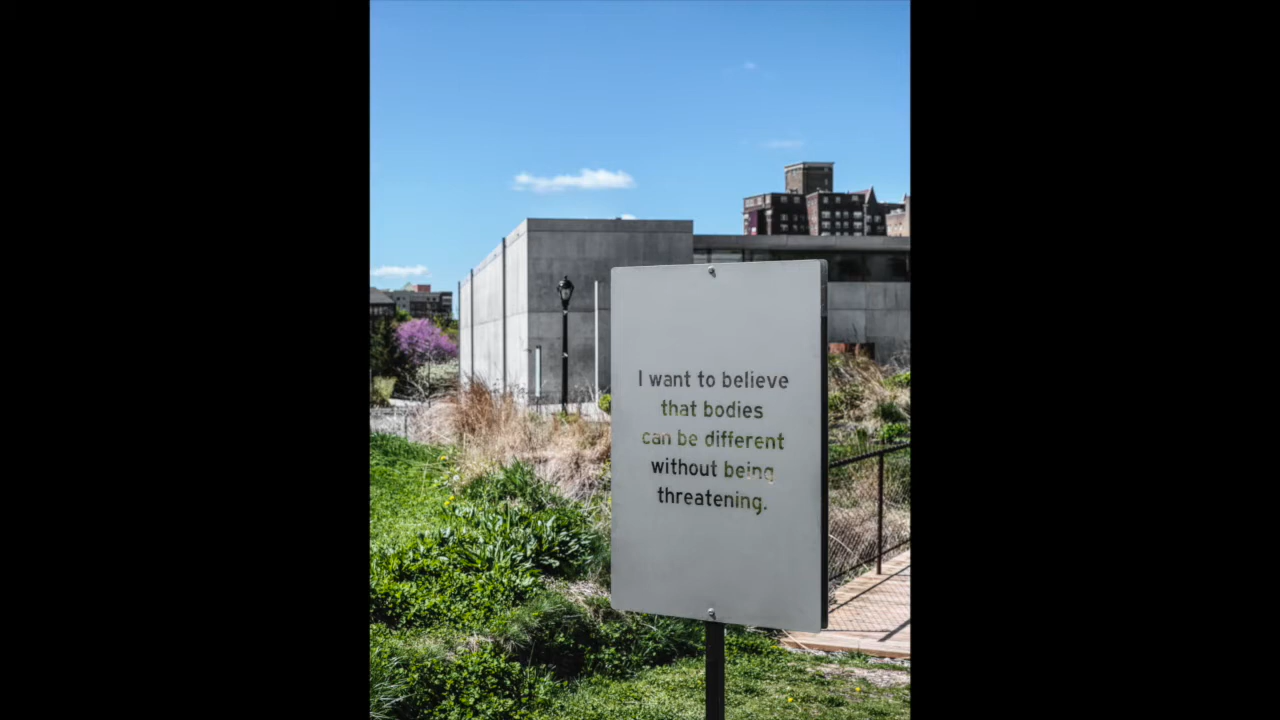 I want to believe
that bodies
can be different
without being
threatening.